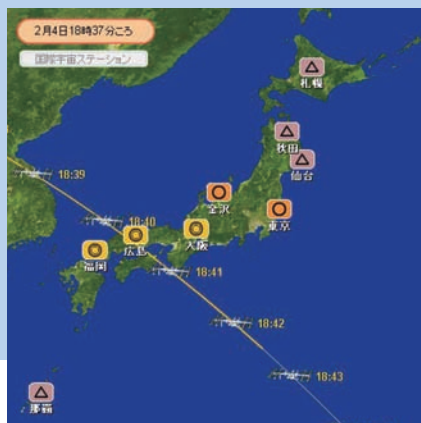 2月4日18時37分ころ
国際宇宙ステーション
札幌
秋田
仙台
18:39
金沢
東京
18:40
広島
大阪
福岡
18:41
18:42
18:43
那覇